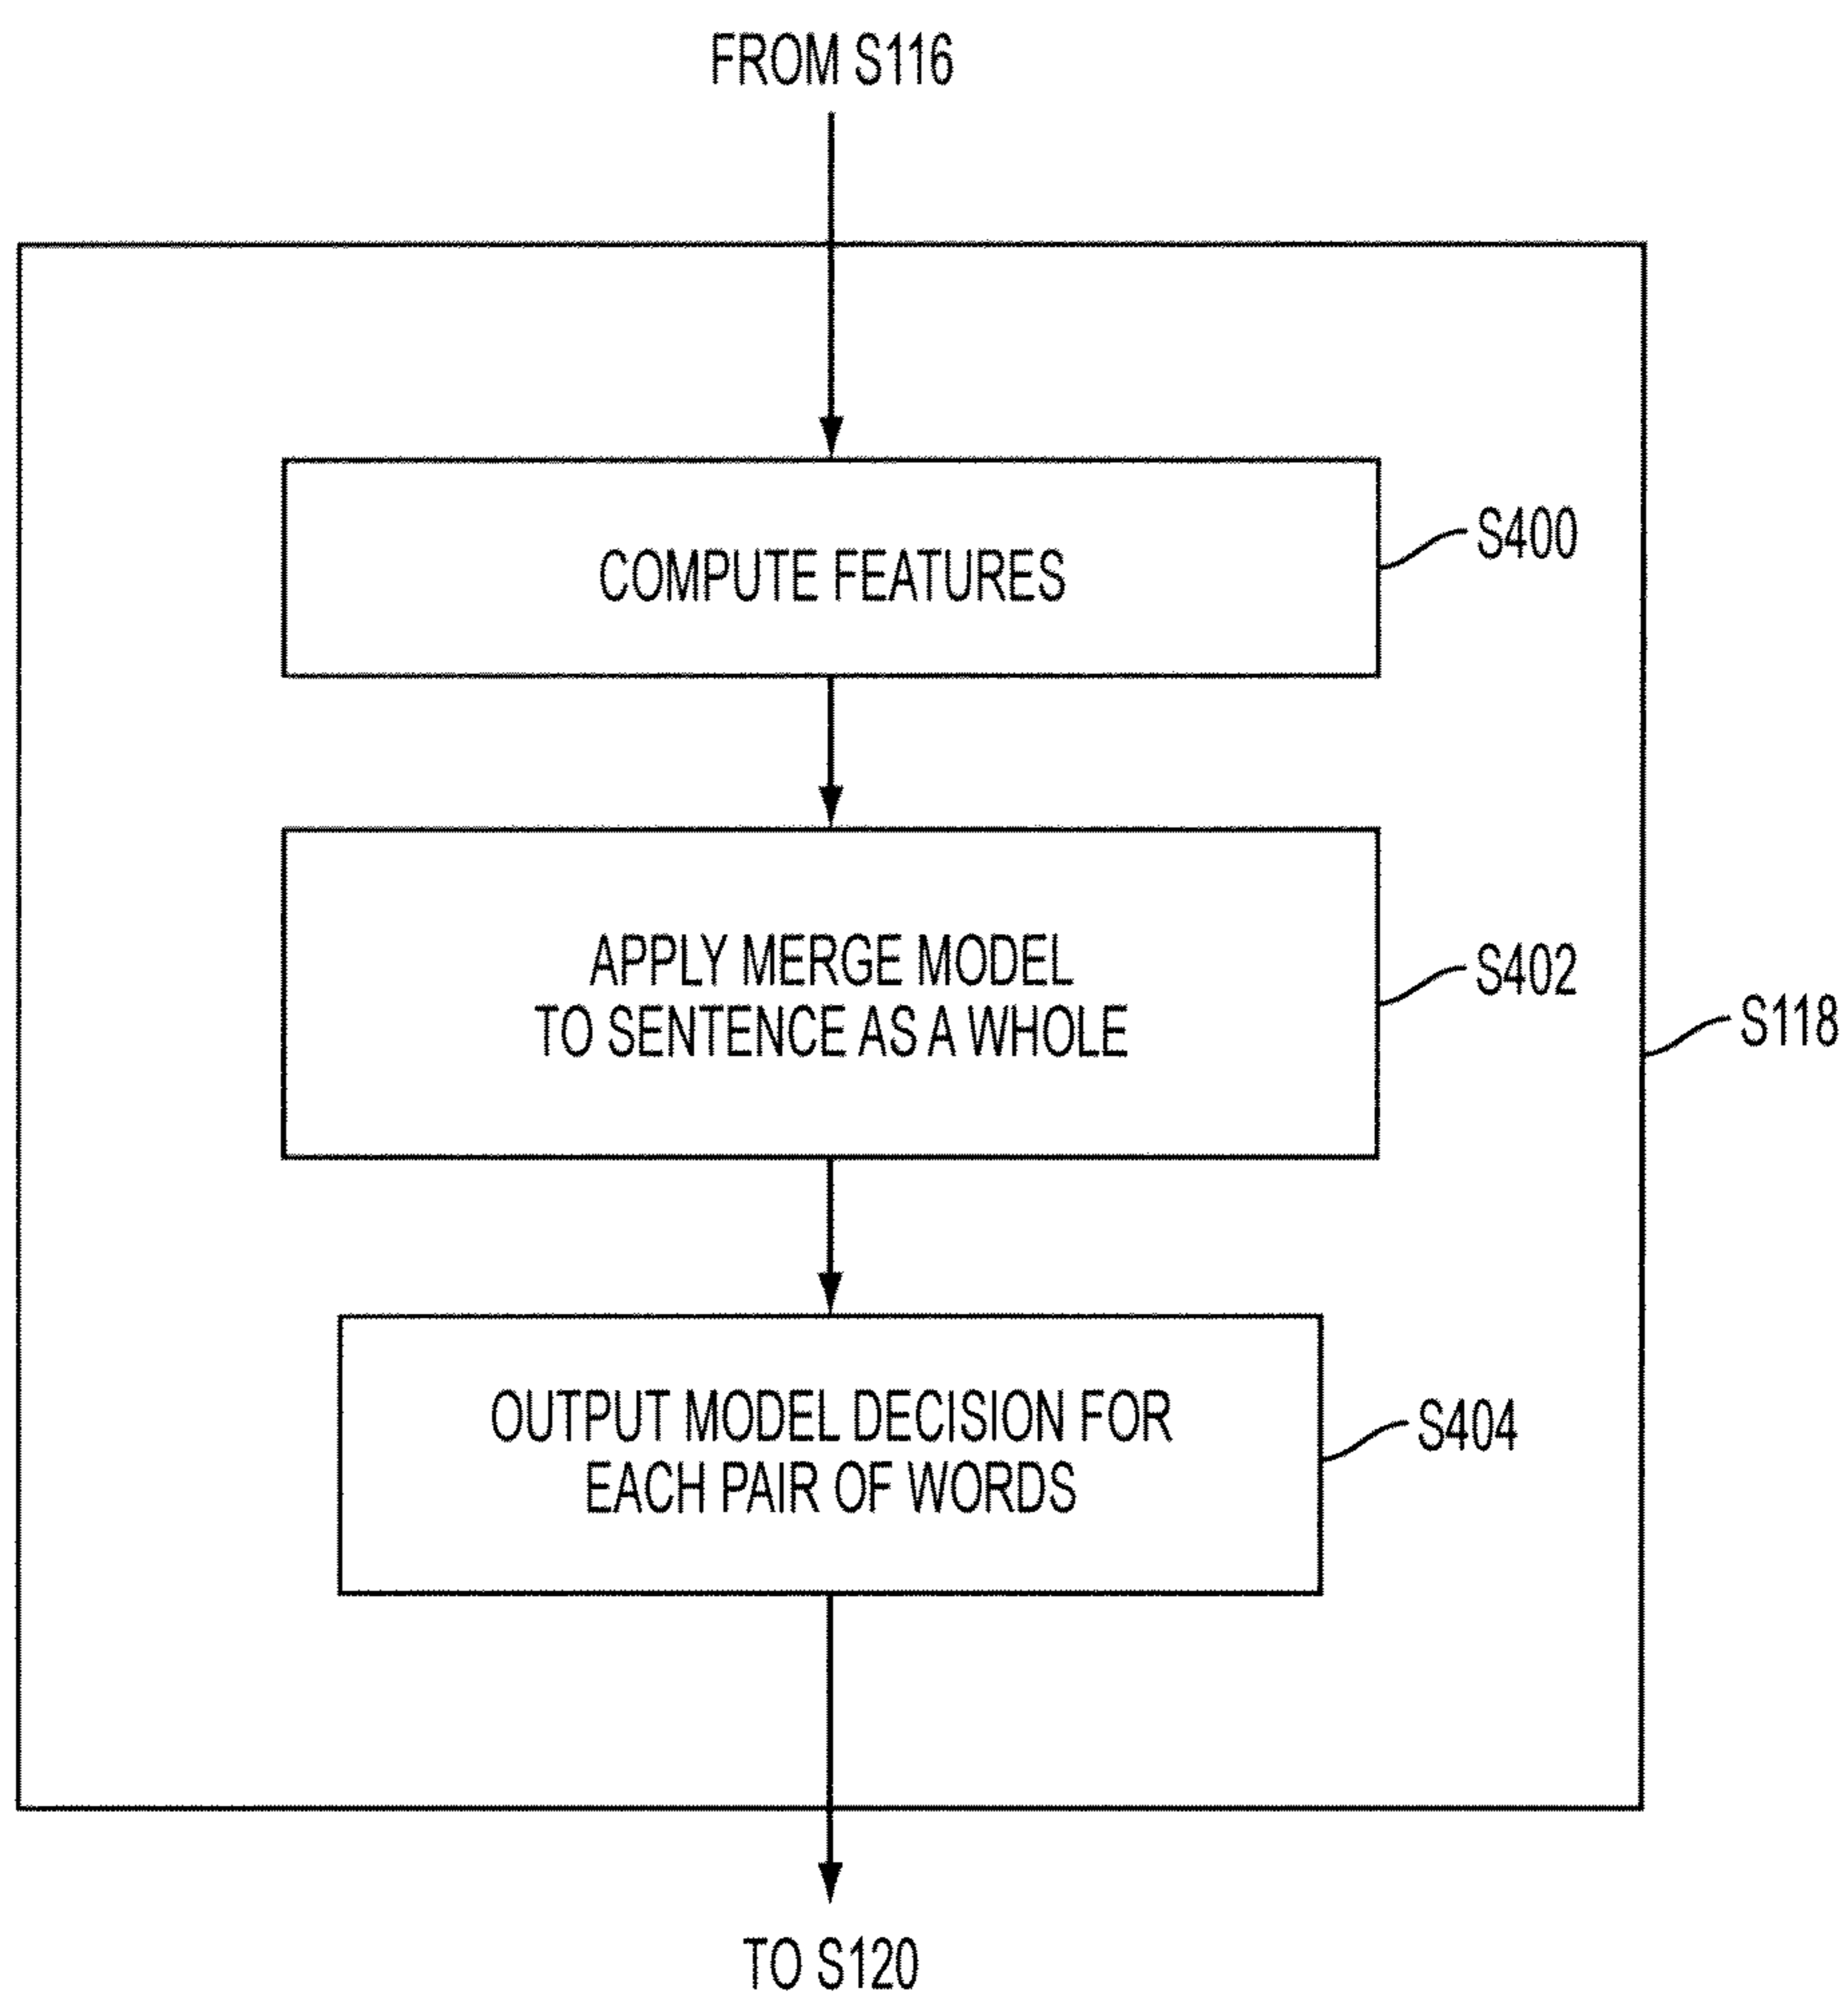 FROM S116
COMPUTE FEATURES
S400
APPLY MERGE MODEL
TO SENTENCE AS A WHOLE
S402
S118
OUTPUT MODEL DECISION FOR
EACH PAIR OF WORDS
S404
TO S120